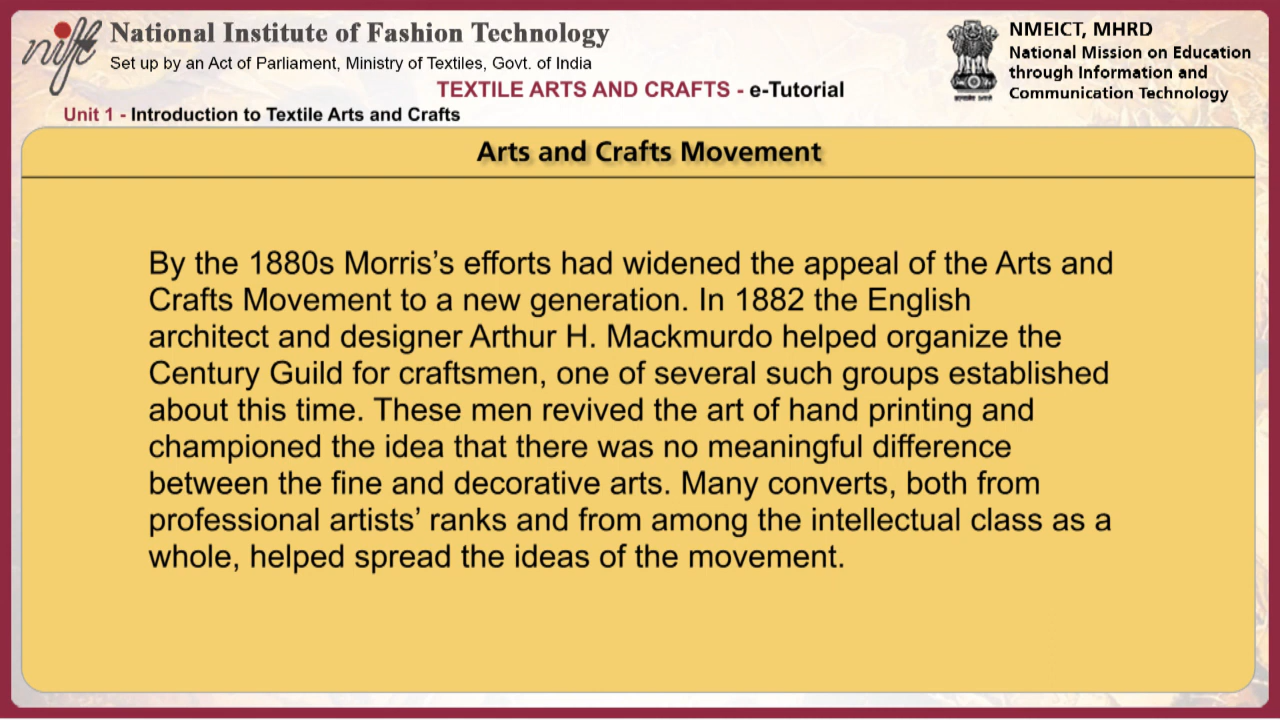 nift
National Institute of Fashion Technology
Set up by an Act of Parliament, Ministry of Textiles, Govt. of India
NMEICT, MHRD
National Mission on Education
through Information and
Communication Technology
TEXTILE ARTS AND CRAFTS - e-Tutorial
Unit 1 - Introduction to Textile Arts and Crafts
Arts and Crafts Movement
By the 1880s Morris’s efforts had widened the appeal of the Arts and
Crafts Movement to a new generation. In 1882 the English
architect and designer Arthur H. Mackmurdo helped organize the
Century Guild for craftsmen, one of several such groups established
about this time. These men revived the art of hand printing and
championed the idea that there was no meaningful difference
between the fine and decorative arts. Many converts, both from
professional artists’ ranks and from among the intellectual class as a
whole, helped spread the ideas of the movement.